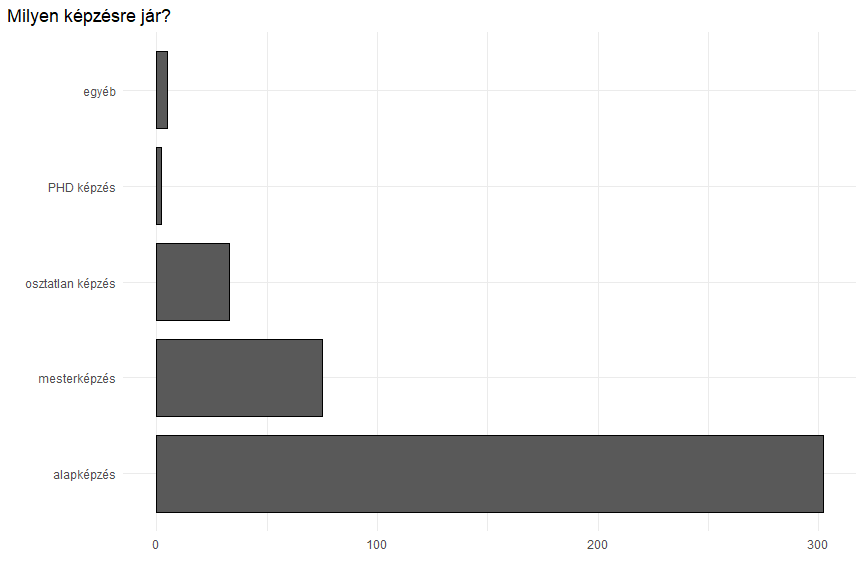 Milyen képzésre jár?
egyéb
PHD képzés
osztatlan képzés
mesterképzés
alapképzés
0 100 200 300